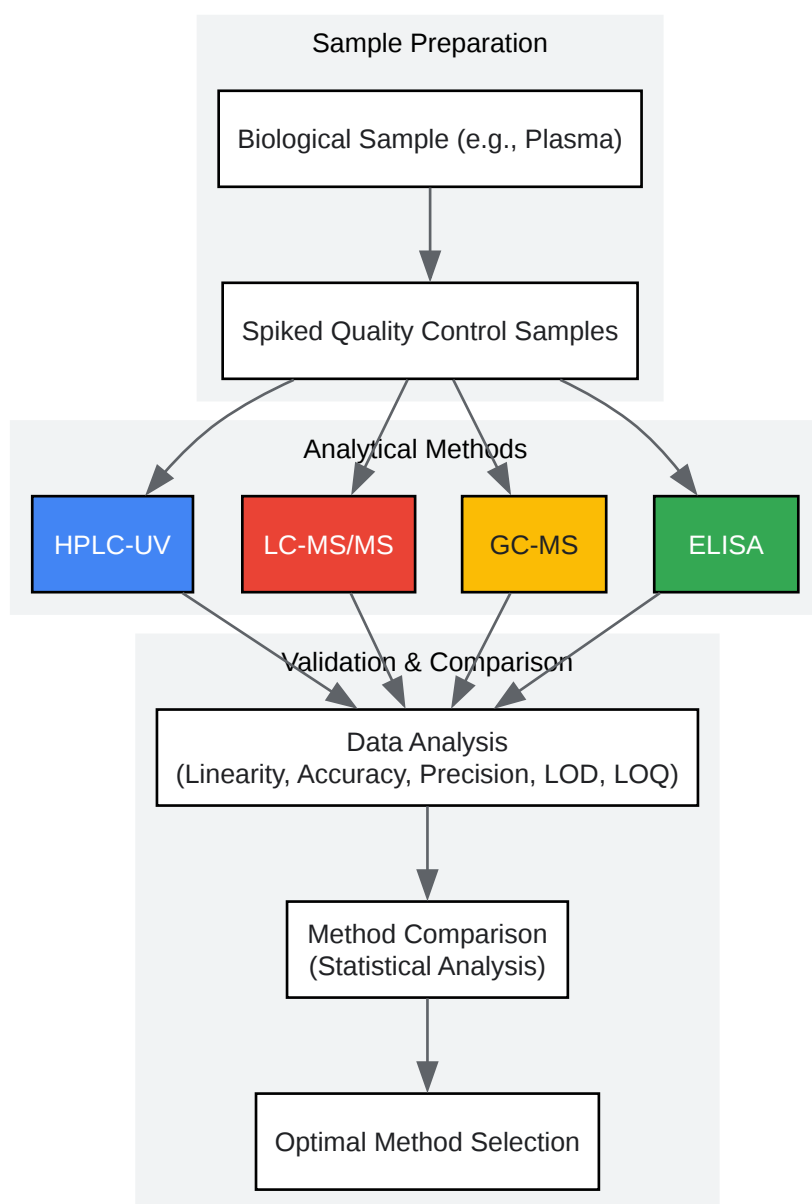 Sample Preparation
Biological Sample (e.g., Plasma)
Spiked Quality Control Samples
Analytical Methods
HPLC-UV
LC-MS/MS
GC-MS
ELISA
Validation & Comparison
Data Analysis
(Linearity, Accuracy, Precision, LOD, LOQ)
Method Comparison
(Statistical Analysis)
Optimal Method Selection